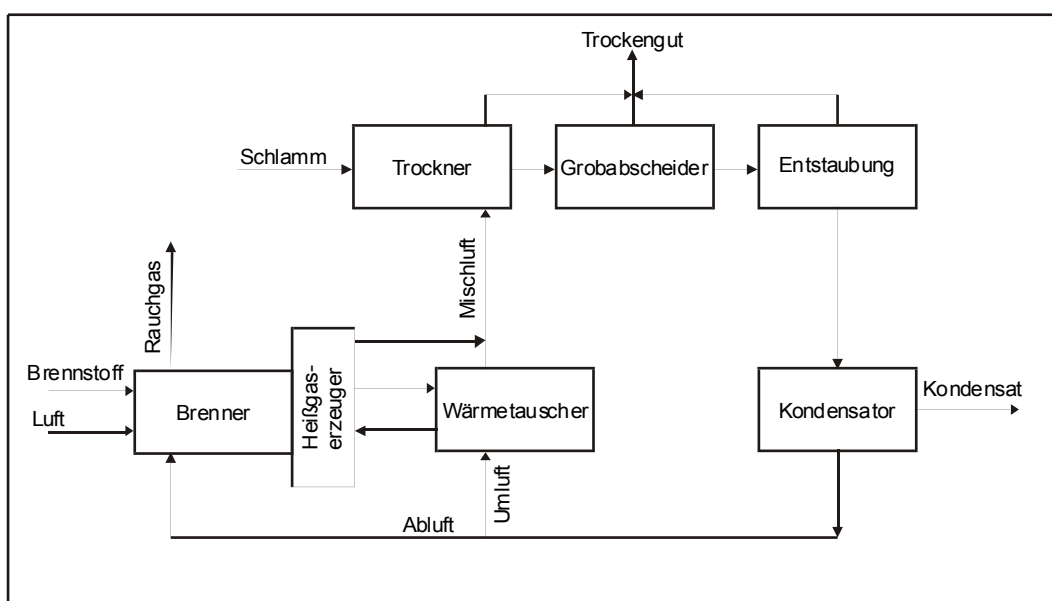 Trockengut
Schlamm
Trockner
Grobabscheider
Entstaubung
Mischluft
Rauchgas
Brennstoff
Luft
Brenner
Heißgas-
erzeuger
Wärmetauscher
Kondensator
Kondensat
Umluft
Abluft